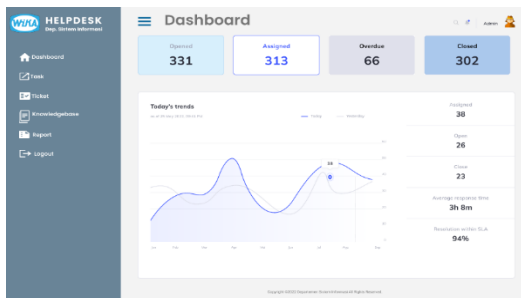 WIKA
HELPDESK
Dep. Sistem Informasi
Dashboard
Task
Ticket
Knowledgebase
Report
Logout
Dashboard
Admin
Opened
331
Assigned
313
Overdue
66
Closed
302
Today's trends
Today
Yesterday
38
Assigned
38
Open
26
Close
23
Average response time
3h 8m
Resolution within SLA
94%